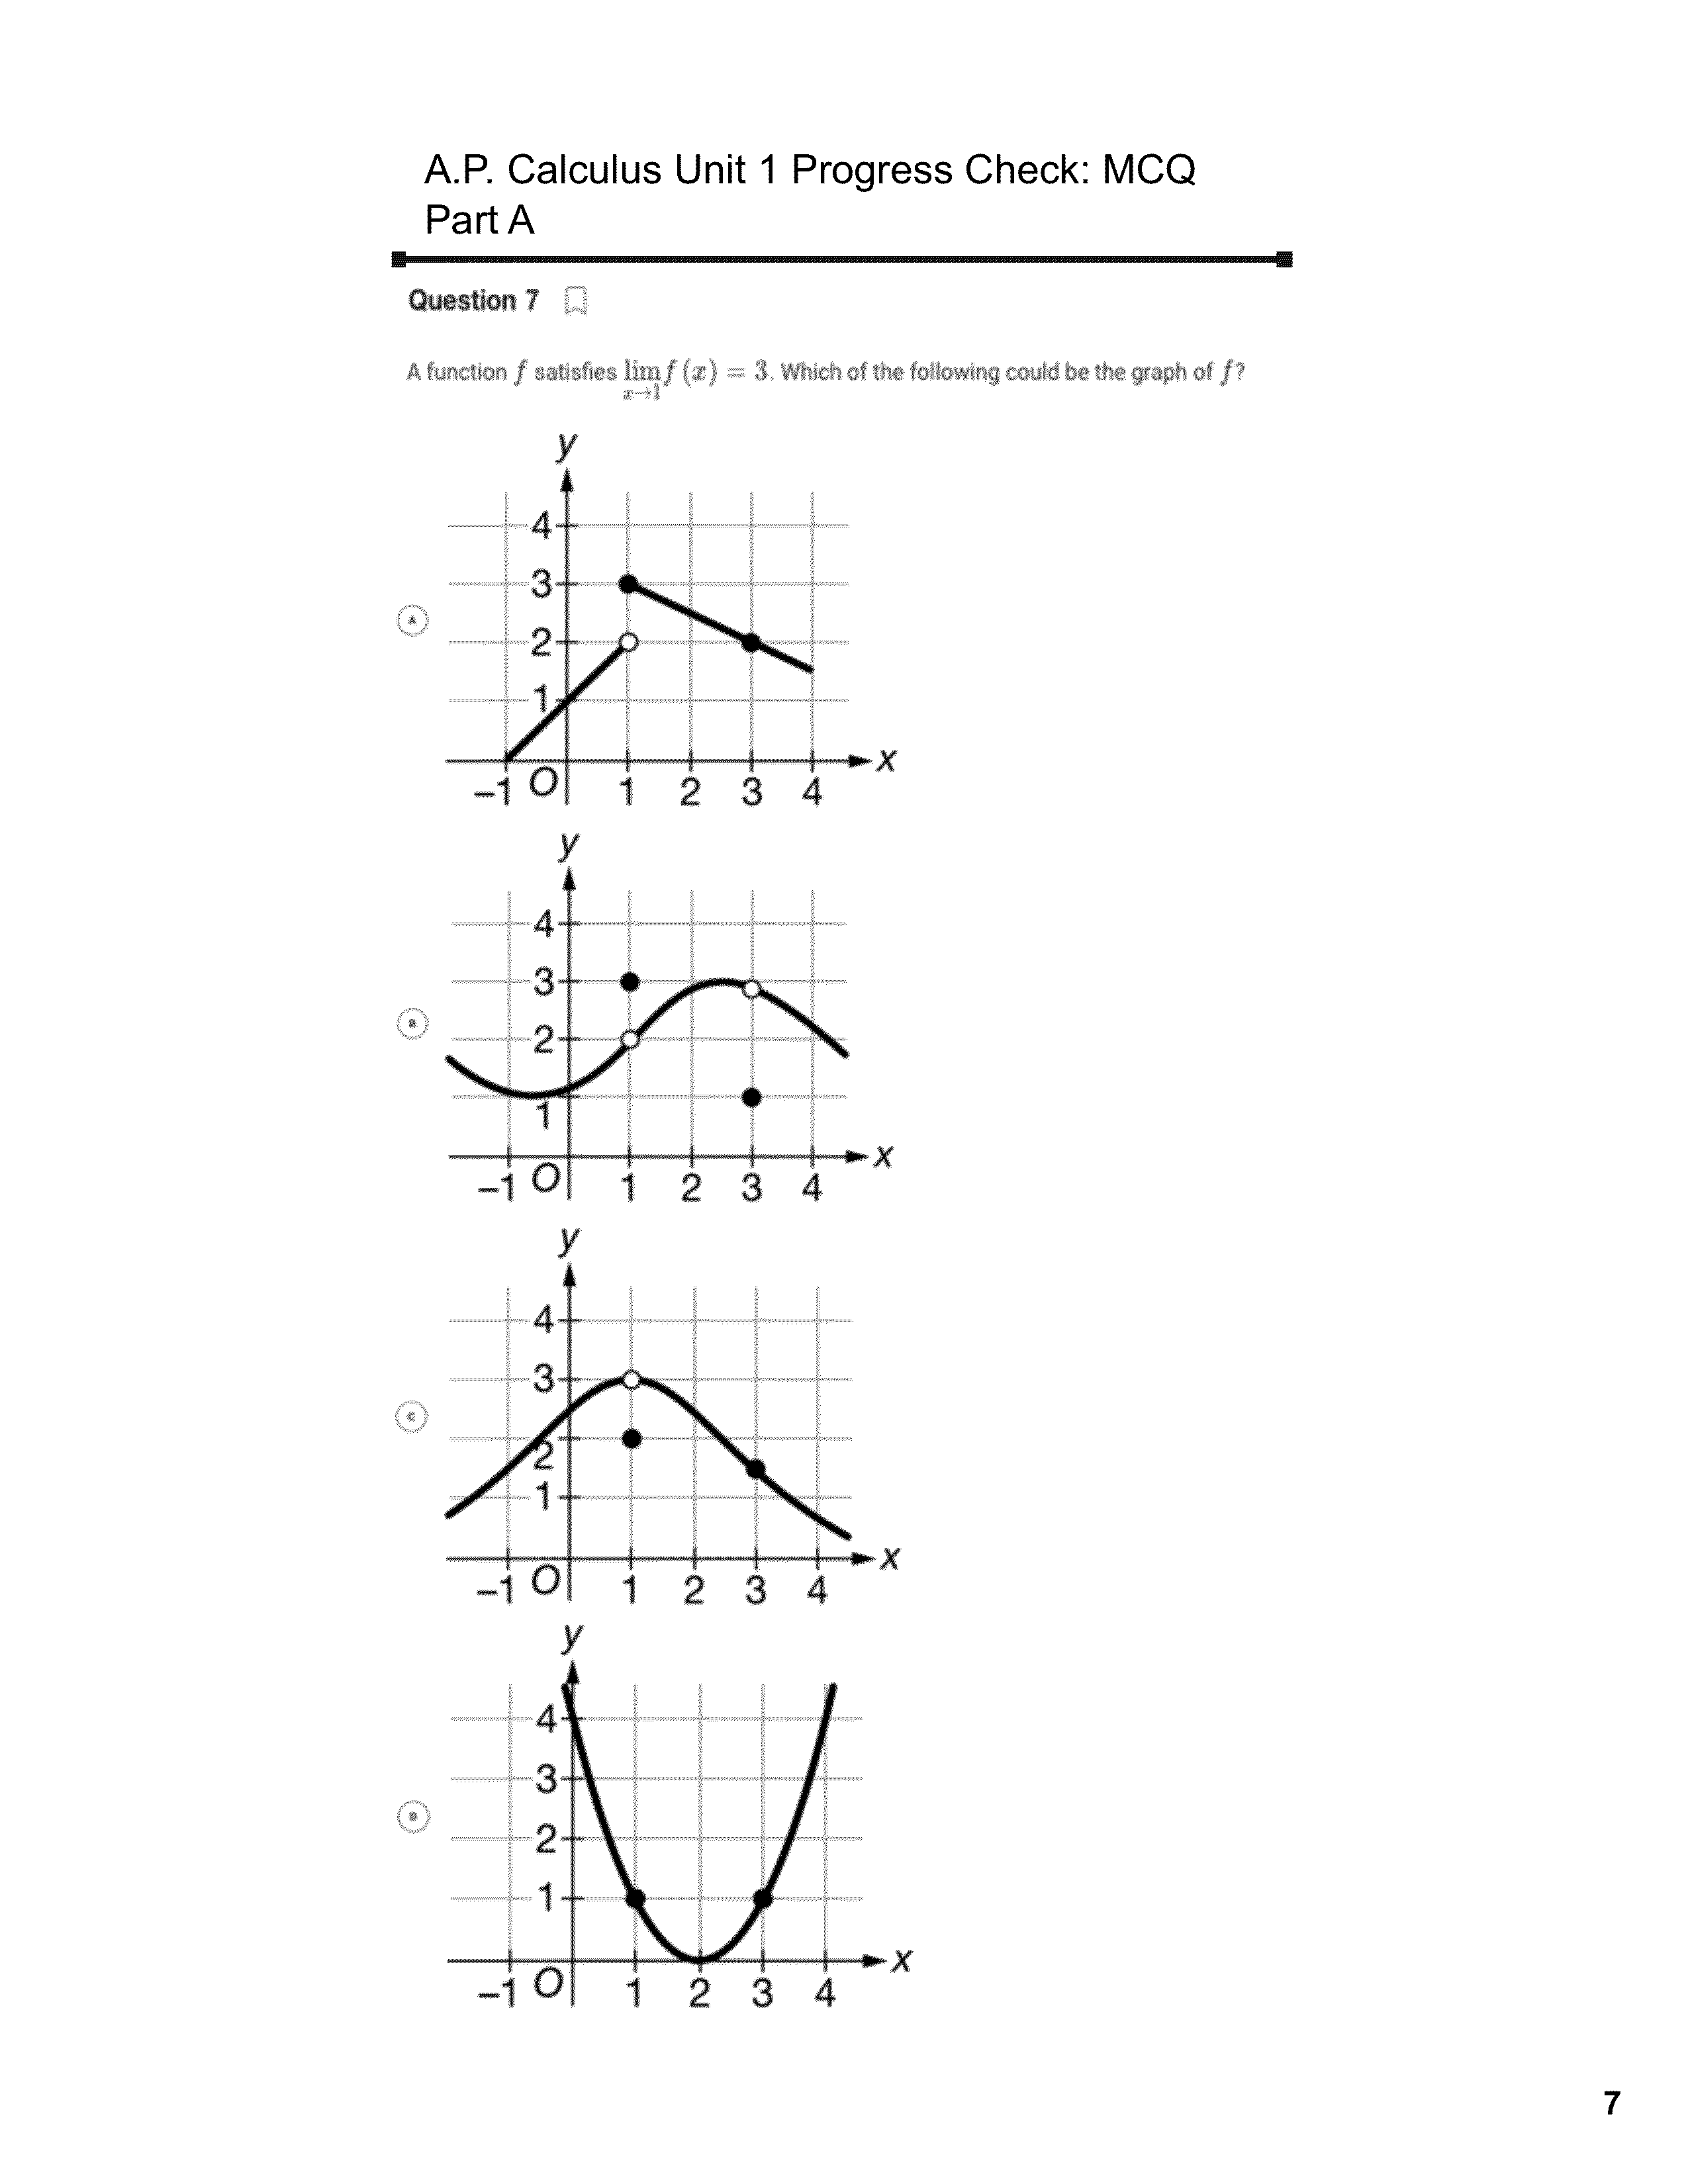 A.P. Calculus Unit 1 Progress Check: MCQ
Part A
Question 7
A function f satisfies lim f (x) = 3. Which of the following could be the graph of f?
x→1
y
4
3
A
2
1
x
−1 O 1 2 3 4
y
4
3
B
2
1
x
−1 O 1 2 3 4
y
4
3
C
2
1
x
−1 O 1 2 3 4
y
4
3
D
2
1
x
−1 O 1 2 3 4
7